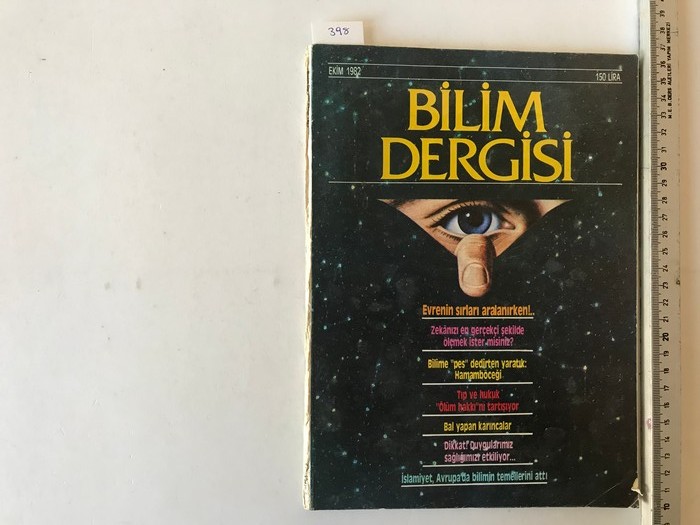 398
EKİM 1982
150 LİRA
BİLİM
DERGİSİ
Evrenin sırları aralanırken!..
Zekânızı en gerçekçi şekilde
ölçmek ister misiniz?
Bilime "pes" dedirten yaratık:
Hamamböceği
Tıp ve hukuk
"Ölüm hakkı"nı tartışıyor
Bal yapan karıncalar
Dikkat! Duygularımız
sağlığımızı etkiliyor...
İslamiyet, Avrupa'da bilimin temellerini attı